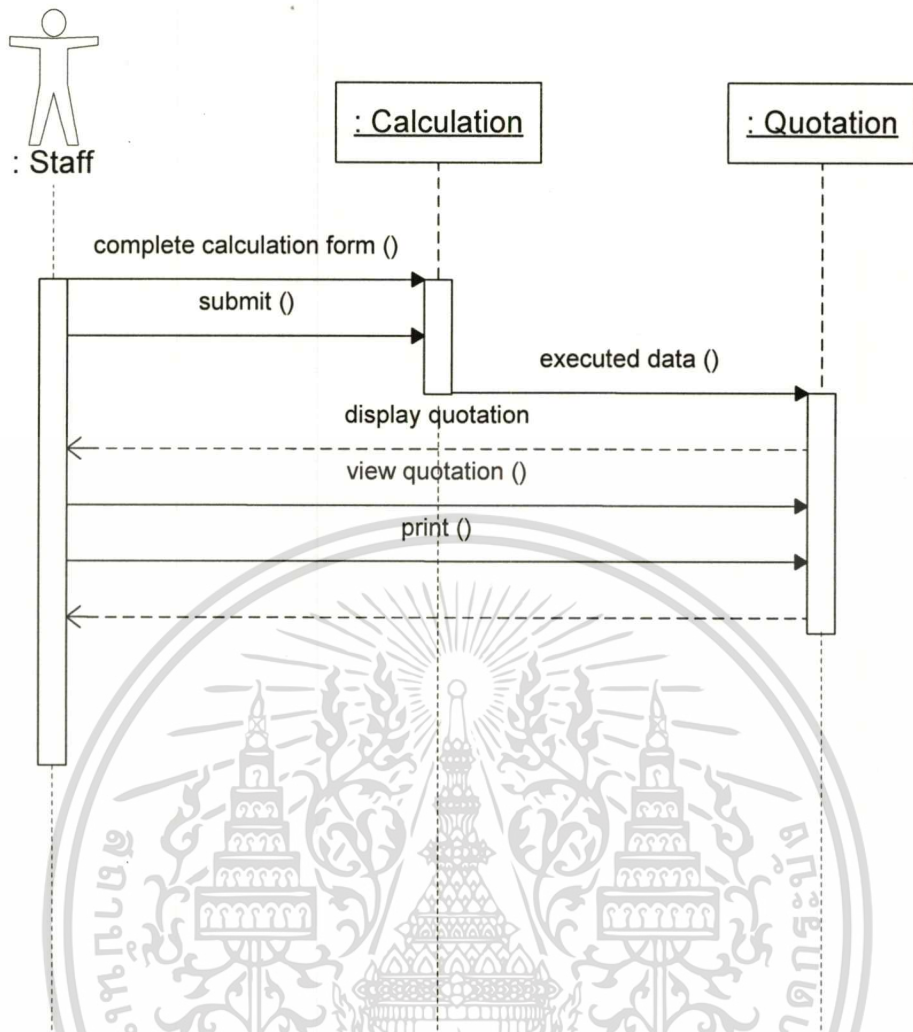 : Staff
: Calculation
: Quotation
complete calculation form ()
submit ()
executed data ()
display quotation
view quotation ()
print ()